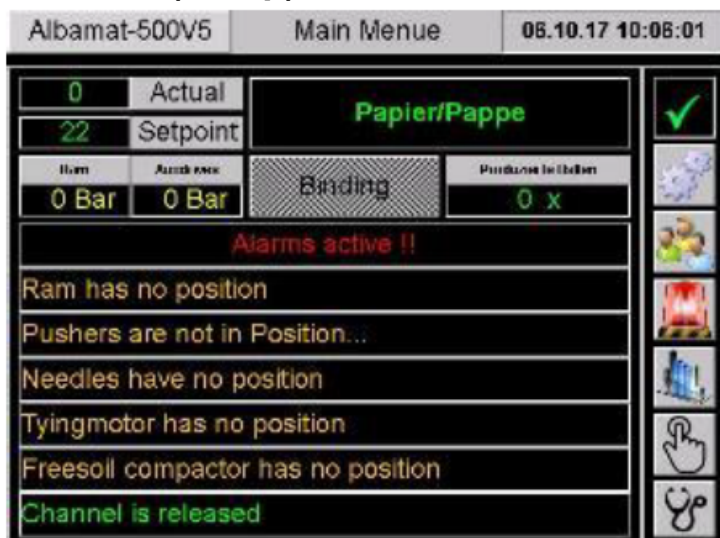 Albamat-500V5 Main Menue 06.10.17 10:06:01
0 Actual
Papier/Pappe
22 Setpoint
Ram
0 Bar 0 Bar Binding 0 x
Alarms active !!
Ram has no position
Pushers are not in Position...
Needles have no position
Tyingmotor has no position
Freesoil compactor has no position
Channel is released